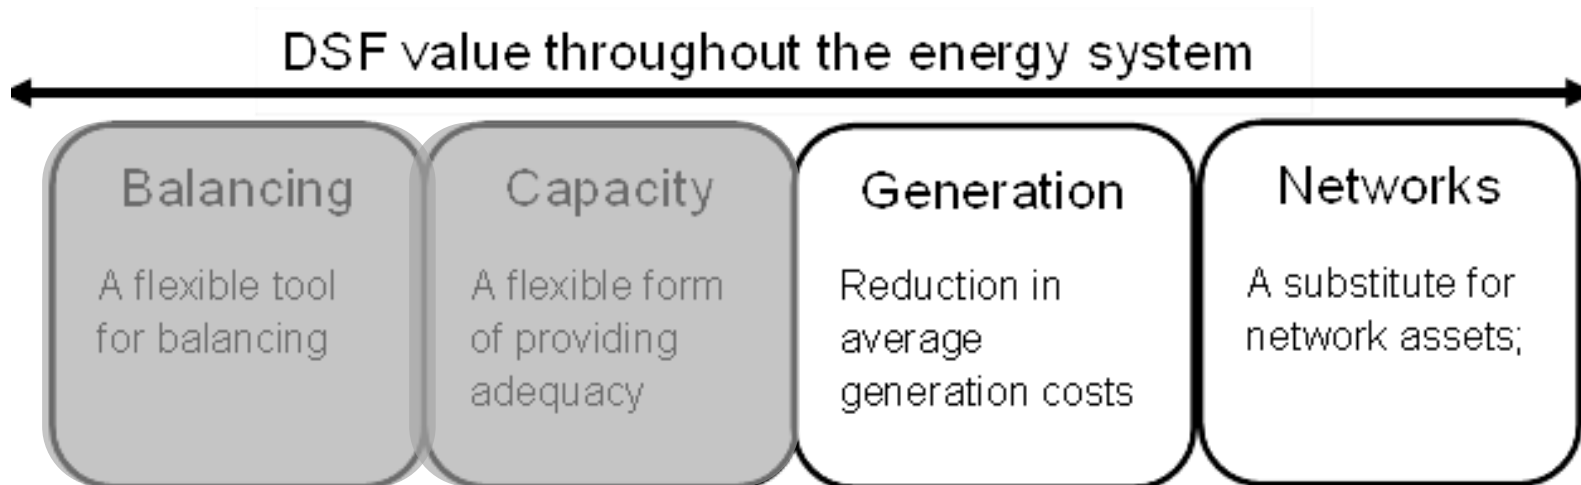 DSF value throughout the energy system
Balancing
A flexible tool
for balancing
Capacity
A flexible form
of providing
adequacy
Generation
Reduction in
average
generation costs
Networks
A substitute for
network assets;